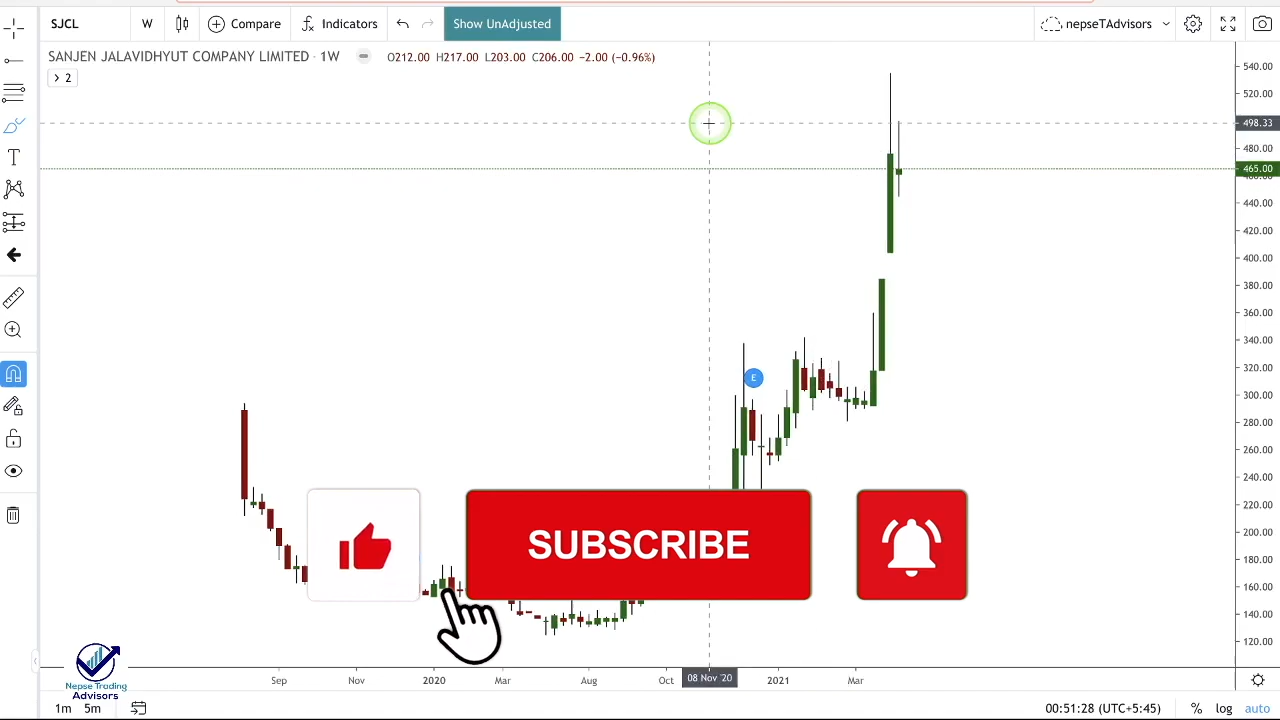 SJCL W Compare Indicators Show UnAdjusted nepseTAdvisors
SANJEN JALAVIDHYUT COMPANY LIMITED · 1W O212.00 H217.00 L203.00 C206.00 −2.00 (−0.96%)
2
540.00
520.00
498.33
480.00
465.00
440.00
420.00
400.00
380.00
E
360.00
340.00
320.00
300.00
280.00
260.00
240.00
220.00
200.00
180.00
160.00
140.00
120.00
SUBSCRIBE
Nepse Trading
Advisors
Sep Nov 2020 Mar Aug Oct 08 Nov '20 2021 Mar
1m 5m 00:51:28 (UTC+5:45) % log auto